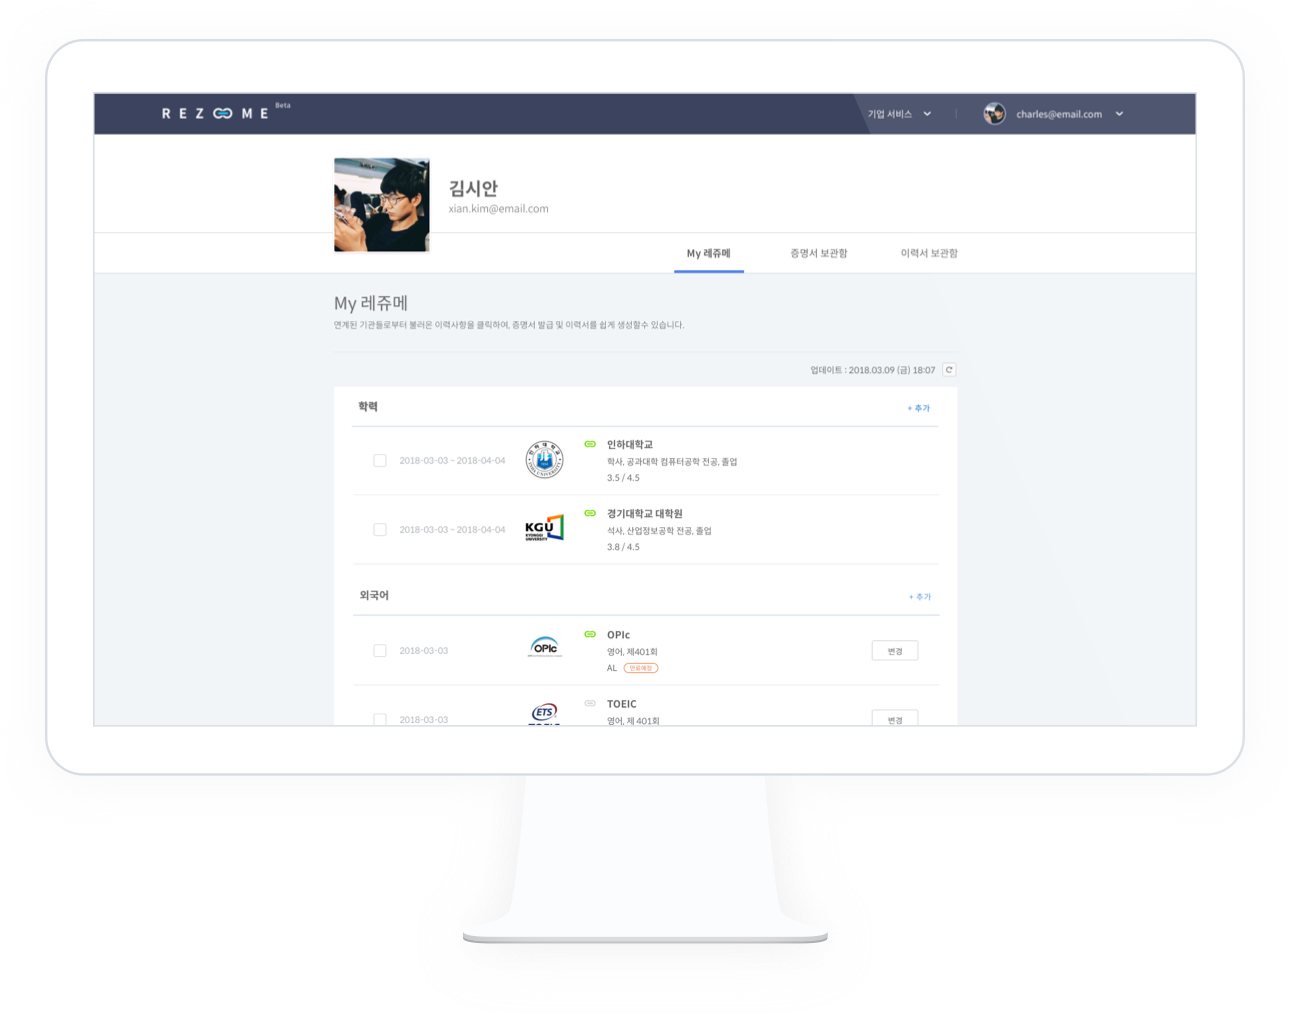 REZOOME Beta
기업 서비스
charles@email.com
김시안
xian.kim@email.com
My 레쥬메
증명서 보관함
이력서 보관함
My 레쥬메
연계된 기관들로부터 불러온 이력사항을 클릭하여, 증명서 발급 및 이력서를 쉽게 생성할수 있습니다.
업데이트 : 2018.03.09 (금) 18:07
학력
+ 추가
2018-03-03 ~ 2018-04-04
인하대학교
학사, 공과대학 컴퓨터공학 전공, 졸업
3.5 / 4.5
2018-03-03 ~ 2018-04-04
KGU
KYONGGI
UNIVERSITY
경기대학교 대학원
석사, 산업정보공학 전공, 졸업
3.8 / 4.5
외국어
+ 추가
2018-03-03
OPIc
OPIc
영어, 제401회
AL 만료예정
변경
2018-03-03
ETS
TOEIC
영어, 제 401회
변경